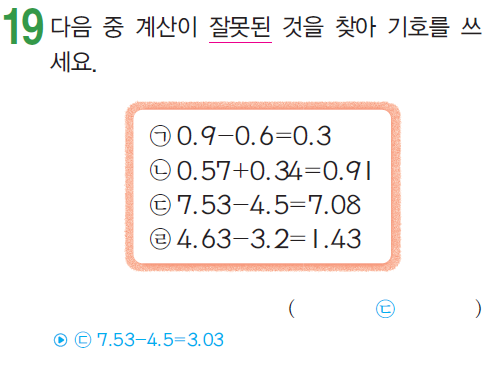 19 다음 중 계산이 잘못된 것을 찾아 기호를 쓰
세요.
㉠ 0.9-0.6=0.3
㉡ 0.57+0.34=0.91
㉢ 7.53-4.5=7.08
㉣ 4.63-3.2=1.43
( ㉢ )
▶ ㉢ 7.53-4.5=3.03